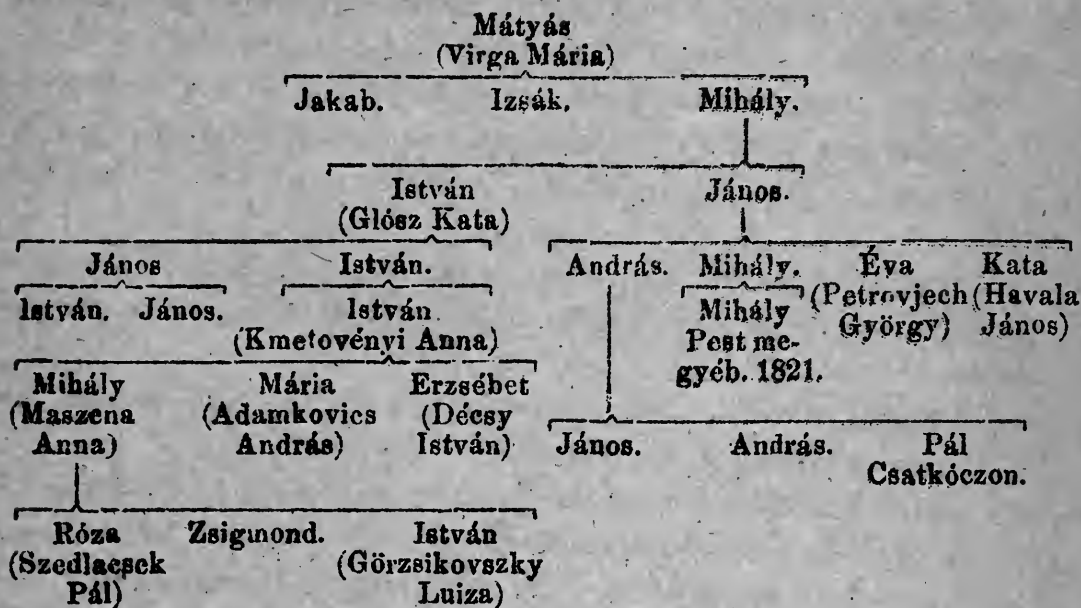 Mátyás
(Virga Mária)
Jakab. Izsák. Mihály.
István János.
(Glósz Kata)
János István. András. Mihály. Éva Kata
István. János. István Mihály (Petrovjech (Havala
(Kmetovényi Anna) Pest me- György) János)
gyéb. 1821.
Mihály Mária Erzsébet
(Maszena (Adamkovics (Décsy
Anna) András) István) János. András. Pál
Csatkóczon.
Róza Zsigmond. István
(Szedlacsek (Görzsikovszky
Pál) Luiza)